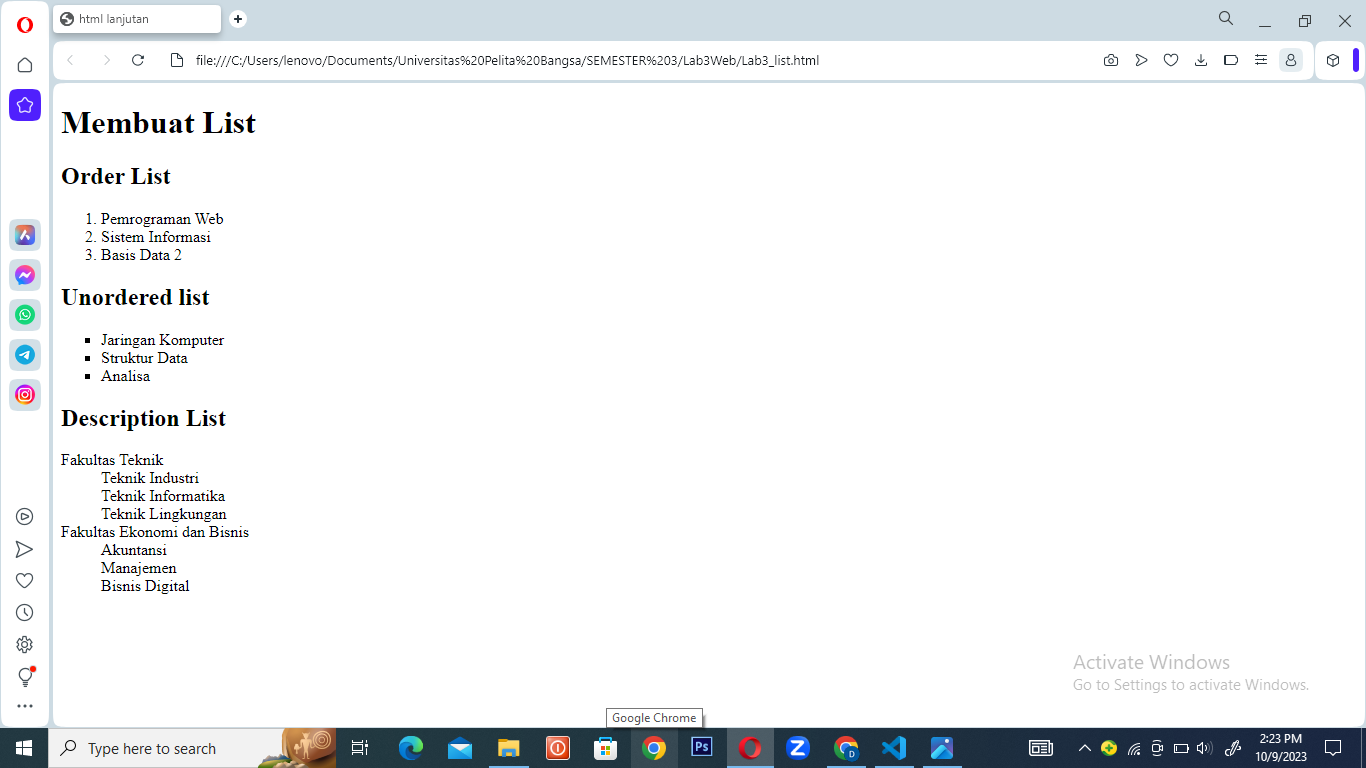 html lanjutan
file:///C:/Users/lenovo/Documents/Universitas%20Pelita%20Bangsa/SEMESTER%203/Lab3Web/Lab3_list.html
Membuat List
Order List
1. Pemrograman Web
2. Sistem Informasi
3. Basis Data 2
Unordered list
Jaringan Komputer
Struktur Data
Analisa
Description List
Fakultas Teknik
Teknik Industri
Teknik Informatika
Teknik Lingkungan
Fakultas Ekonomi dan Bisnis
Akuntansi
Manajemen
Bisnis Digital
Activate Windows
Go to Settings to activate Windows.
Google Chrome
Type here to search
Ps
D
2:23 PM
10/9/2023